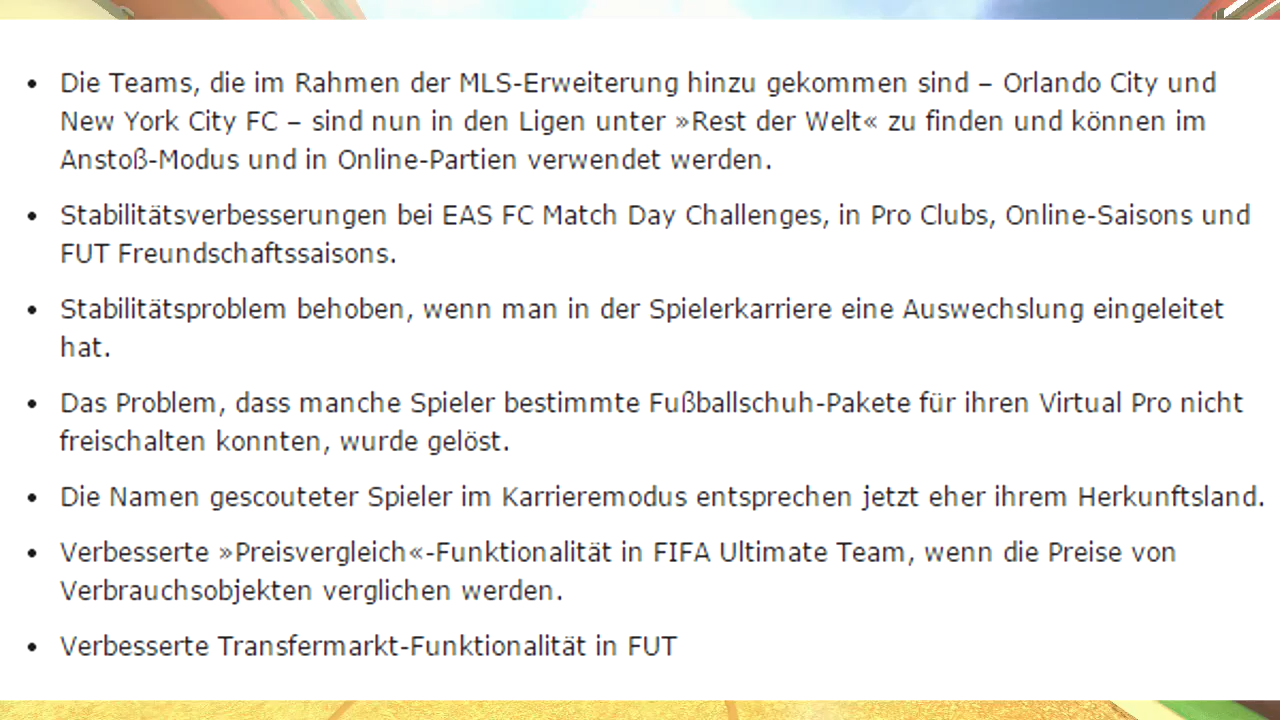 • Die Teams, die im Rahmen der MLS-Erweiterung hinzu gekommen sind – Orlando City und
New York City FC – sind nun in den Ligen unter »Rest der Welt« zu finden und können im
Anstoß-Modus und in Online-Partien verwendet werden.
• Stabilitätsverbesserungen bei EAS FC Match Day Challenges, in Pro Clubs, Online-Saisons und
FUT Freundschaftssaisons.
• Stabilitätsproblem behoben, wenn man in der Spielerkarriere eine Auswechslung eingeleitet
hat.
• Das Problem, dass manche Spieler bestimmte Fußballschuh-Pakete für ihren Virtual Pro nicht
freischalten konnten, wurde gelöst.
• Die Namen gescouteter Spieler im Karrieremodus entsprechen jetzt eher ihrem Herkunftsland.
• Verbesserte »Preisvergleich«-Funktionalität in FIFA Ultimate Team, wenn die Preise von
Verbrauchsobjekten verglichen werden.
• Verbesserte Transfermarkt-Funktionalität in FUT